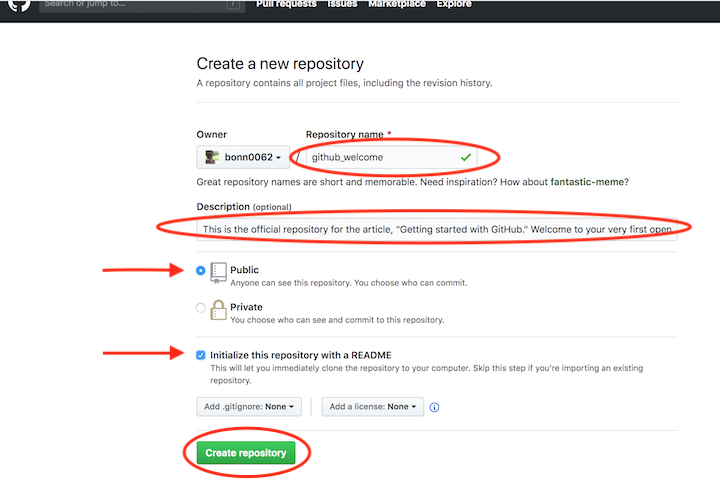 Search or jump to...
/
Pull requests Issues Marketplace Explore
Create a new repository
A repository contains all project files, including the revision history.
Owner
Repository name *
bonn0062
/
github_welcome
Great repository names are short and memorable. Need inspiration? How about fantastic-meme?
Description (optional)
This is the official repository for the article, "Getting started with GitHub." Welcome to your very first open
Public
Anyone can see this repository. You choose who can commit.
Private
You choose who can see and commit to this repository.
Initialize this repository with a README
This will let you immediately clone the repository to your computer. Skip this step if you're importing an existing
repository.
Add .gitignore: None
Add a license: None
Create repository